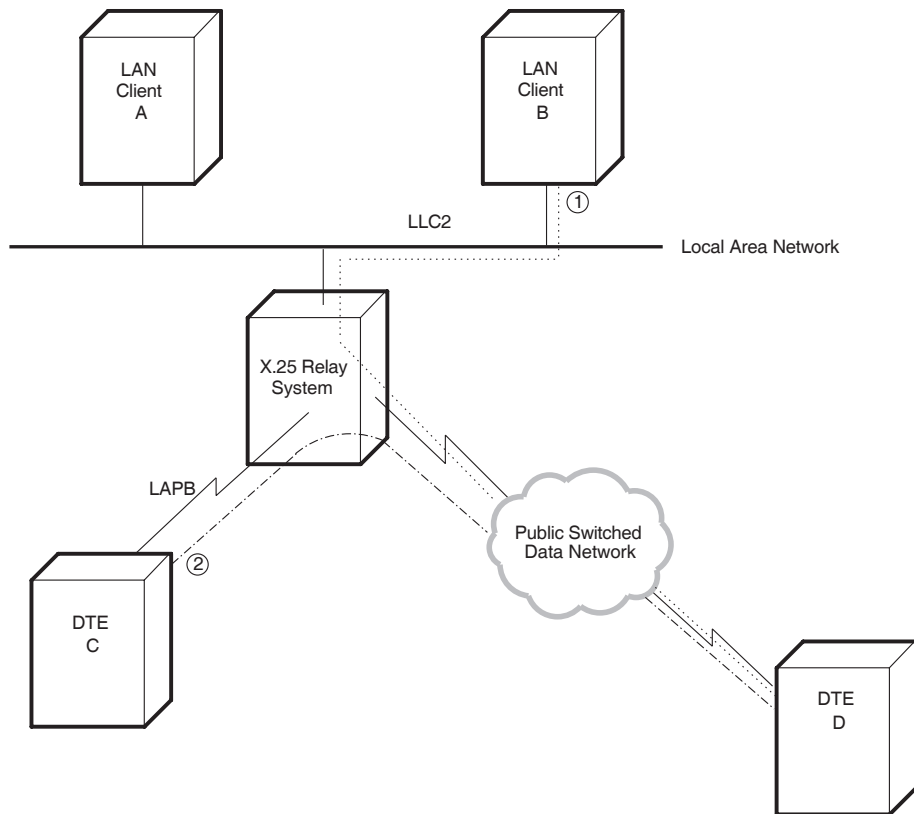 LAN
Client
A
LAN
Client
B
①
LLC2
Local Area Network
X.25 Relay
System
LAPB
②
Public Switched
Data Network
DTE
C
DTE
D